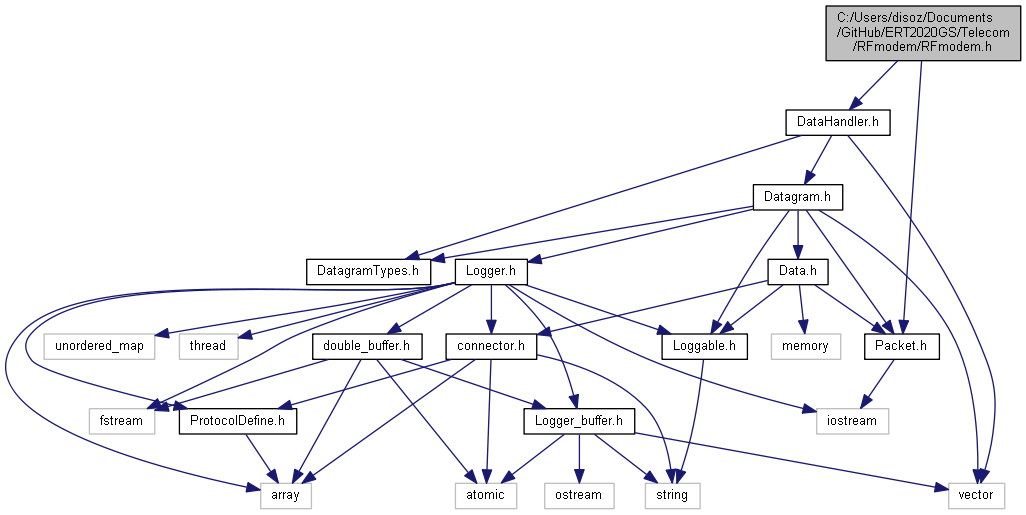 C:/Users/disoz/Documents
/GitHub/ERT2020GS/Telecom
/RFmodem/RFmodem.h
DataHandler.h
Datagram.h
DatagramTypes.h
Logger.h
Data.h
unordered_map
thread
double_buffer.h
connector.h
Loggable.h
memory
Packet.h
fstream
ProtocolDefine.h
Logger_buffer.h
iostream
array
atomic
ostream
string
vector